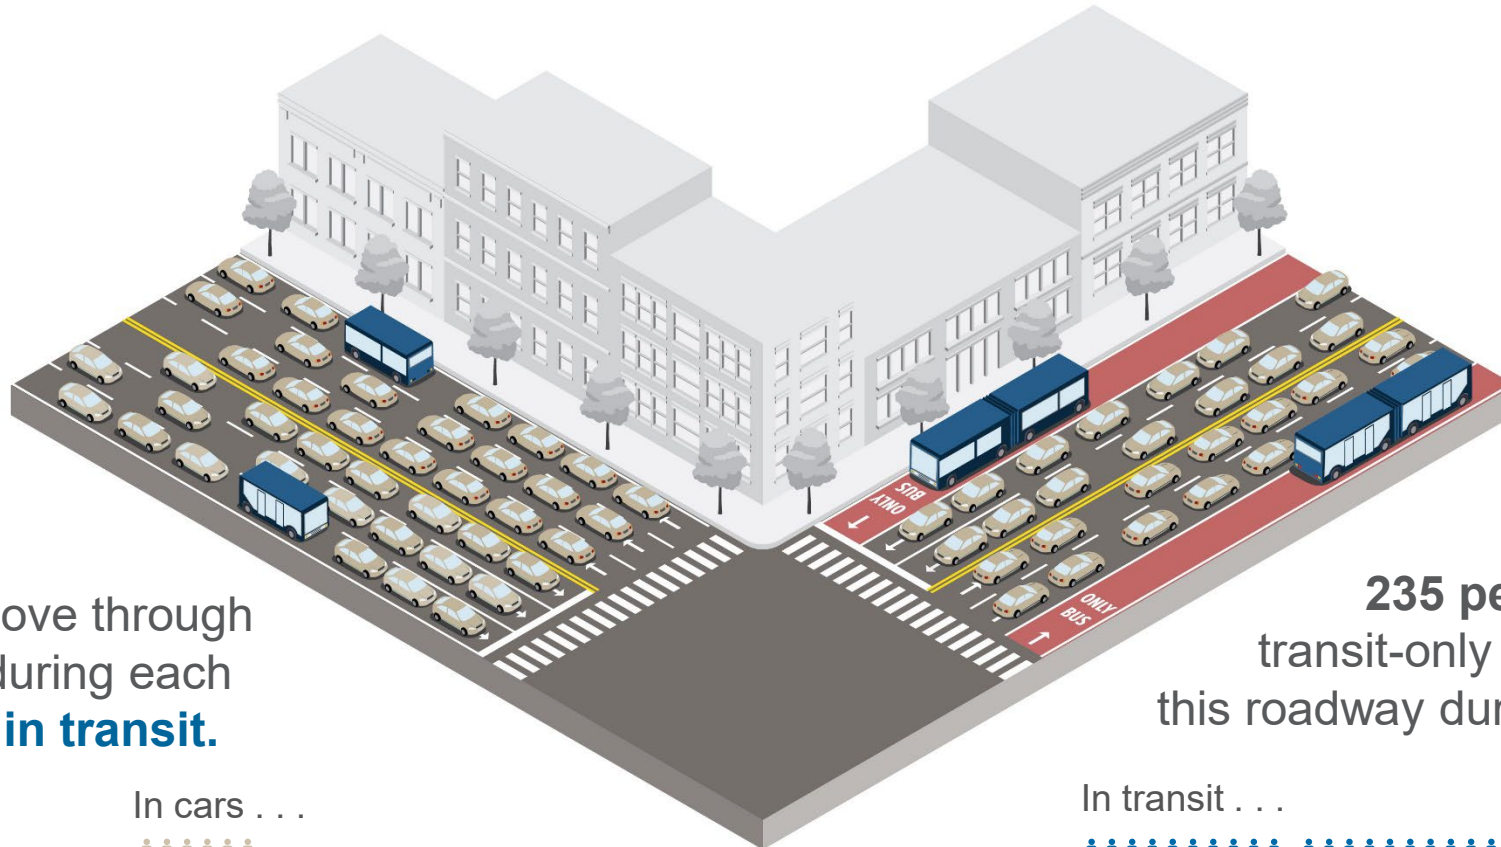 BUS
ONLY
ONLY
BUS
ove through
during each
in transit.
In cars . . .
235 pe
transit-only
this roadway dur
In transit . . .